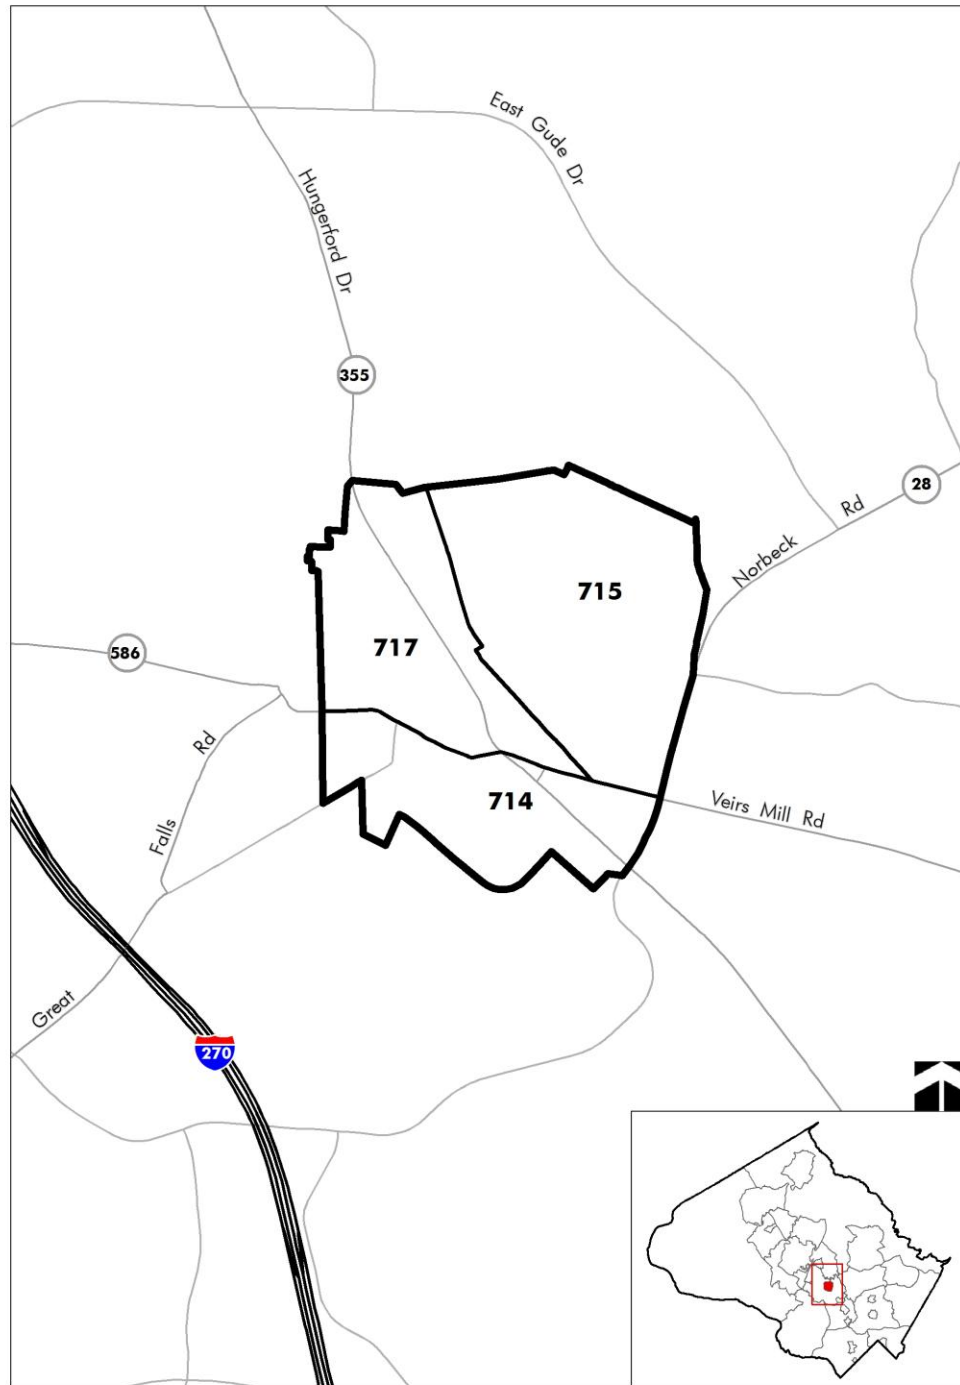 East Gude Dr
Hungerford Dr
355
28
Rd
Norbeck
715
717
586
Rd
714
Veirs Mill Rd
Falls
Great
270